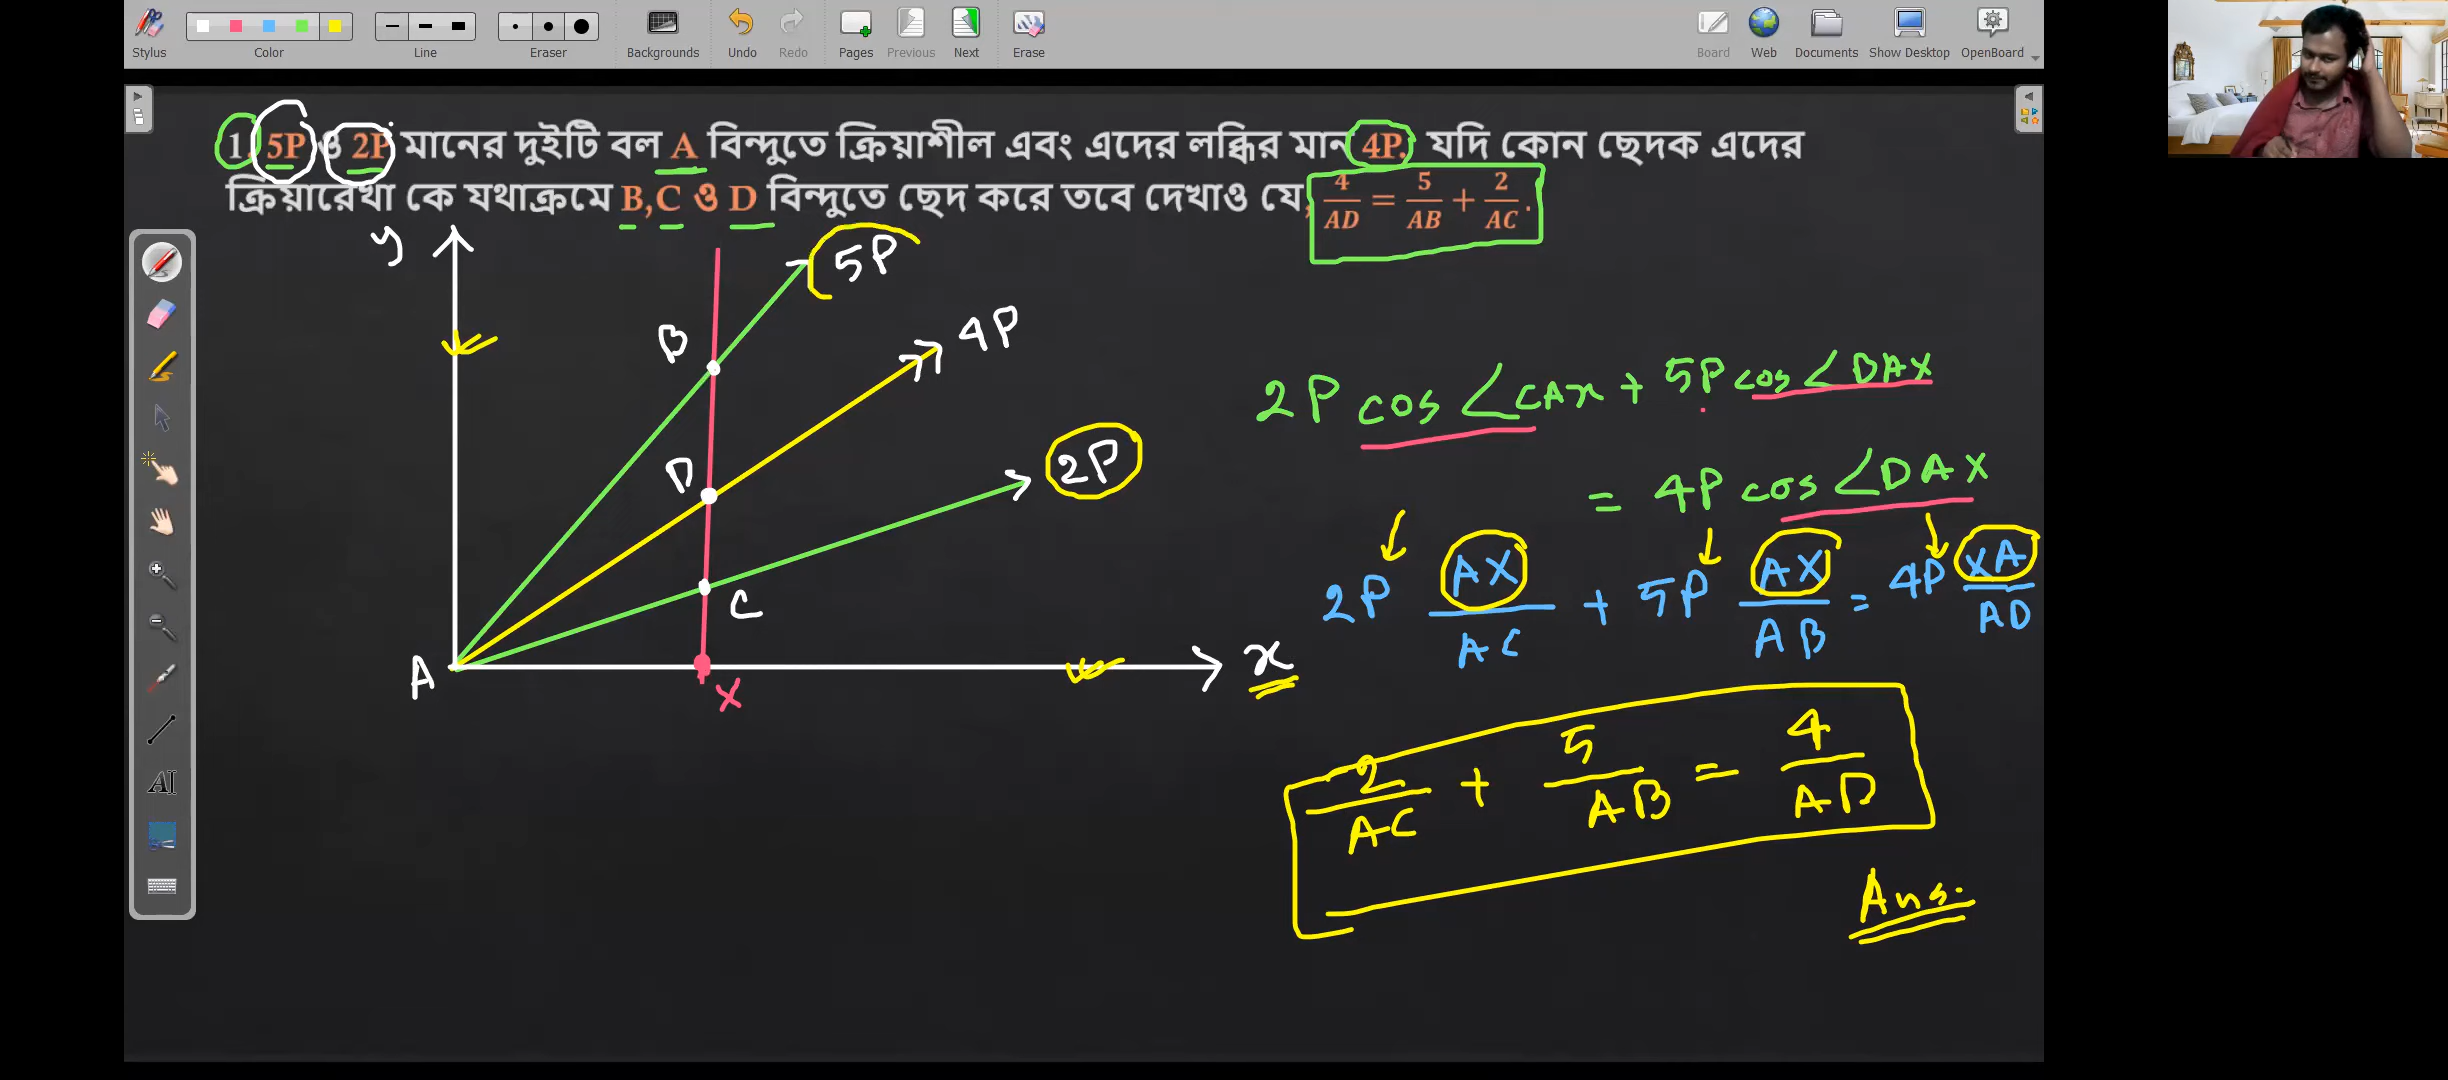 Stylus
Color
Line
Eraser
Backgrounds
Undo
Redo
Pages
Previous
Next
Erase
Board
Web
Documents
Show Desktop
OpenBoard
1. 5P ও 2P মানের দুইটি বল A বিন্দুতে ক্রিয়াশীল এবং এদের লব্ধির মান 4P. যদি কোন ছেদক এদের
ক্রিয়ারেখা কে যথাক্রমে B,C ও D বিন্দুতে ছেদ করে তবে দেখাও যে, 4/AD = 5/AB + 2/AC.
y
5P
B
4P
D
2P
C
A
X
x
2P cos ∠CAx + 5P cos ∠BAX
= 4P cos ∠DAX
2P AX/AC + 5P AX/AB = 4P XA/AD
2/AC + 5/AB = 4/AD
Ans.
AI